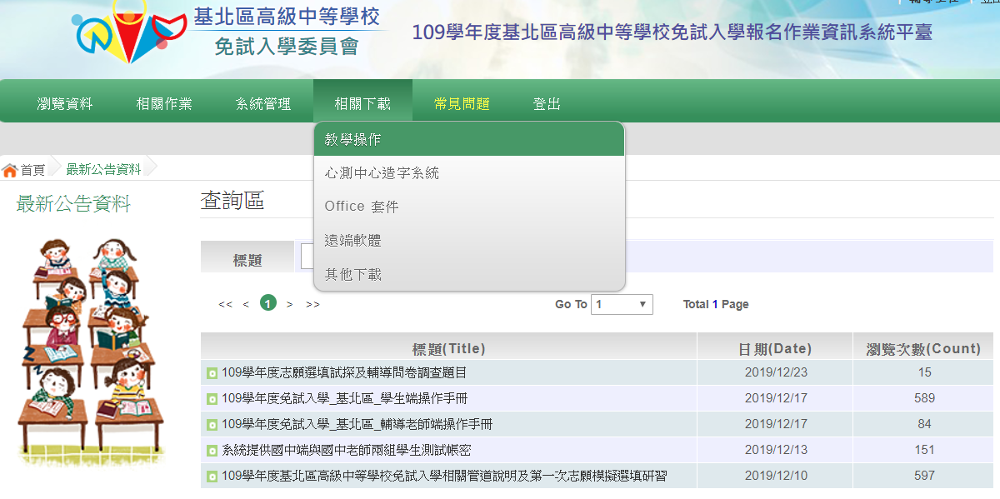 基北區高級中等學校
免試入學委員會
109學年度基北區高級中等學校免試入學報名作業資訊系統平臺
瀏覽資料 相關作業 系統管理 相關下載 常見問題 登出
教學操作
心測中心造字系統
Office 套件
遠端軟體
其他下載
首頁 最新公告資料
最新公告資料
查詢區
標題
<< < 1 > >> Go To 1 Total 1 Page
標題(Title) 日期(Date) 瀏覽次數(Count)
109學年度志願選填試探及輔導問卷調查題目 2019/12/23 15
109學年度免試入學_基北區_學生端操作手冊 2019/12/17 589
109學年度免試入學_基北區_輔導老師端操作手冊 2019/12/17 84
系統提供國中端與國中老師兩組學生測試帳密 2019/12/13 151
109學年度基北區高級中等學校免試入學相關管道說明及第一次志願模擬選填研習 2019/12/10 597